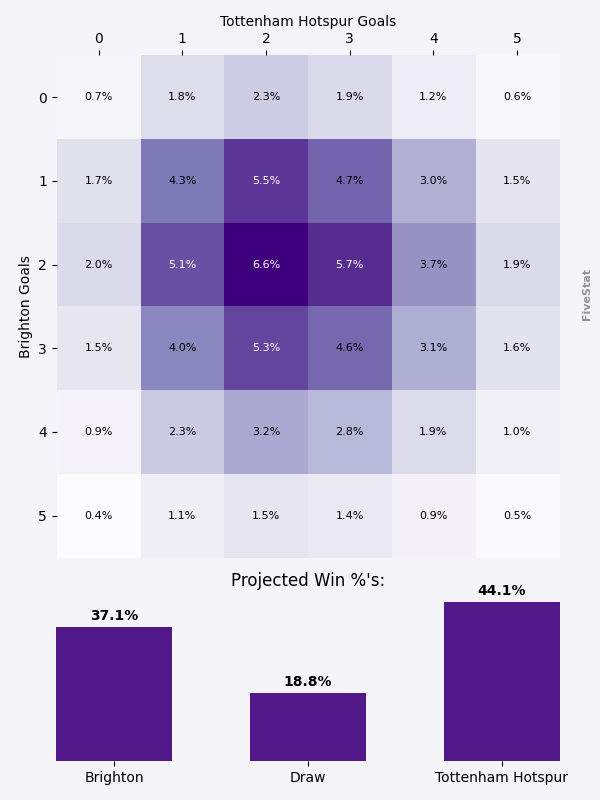 Tottenham Hotspur Goals
0 1 2 3 4 5
0 0.7% 1.8% 2.3% 1.9% 1.2% 0.6%
1 1.7% 4.3% 5.5% 4.7% 3.0% 1.5%
2 2.0% 5.1% 6.6% 5.7% 3.7% 1.9%
3 1.5% 4.0% 5.3% 4.6% 3.1% 1.6%
4 0.9% 2.3% 3.2% 2.8% 1.9% 1.0%
5 0.4% 1.1% 1.5% 1.4% 0.9% 0.5%
Brighton Goals
FiveStat
Projected Win %'s:
37.1% 18.8% 44.1%
Brighton Draw Tottenham Hotspur